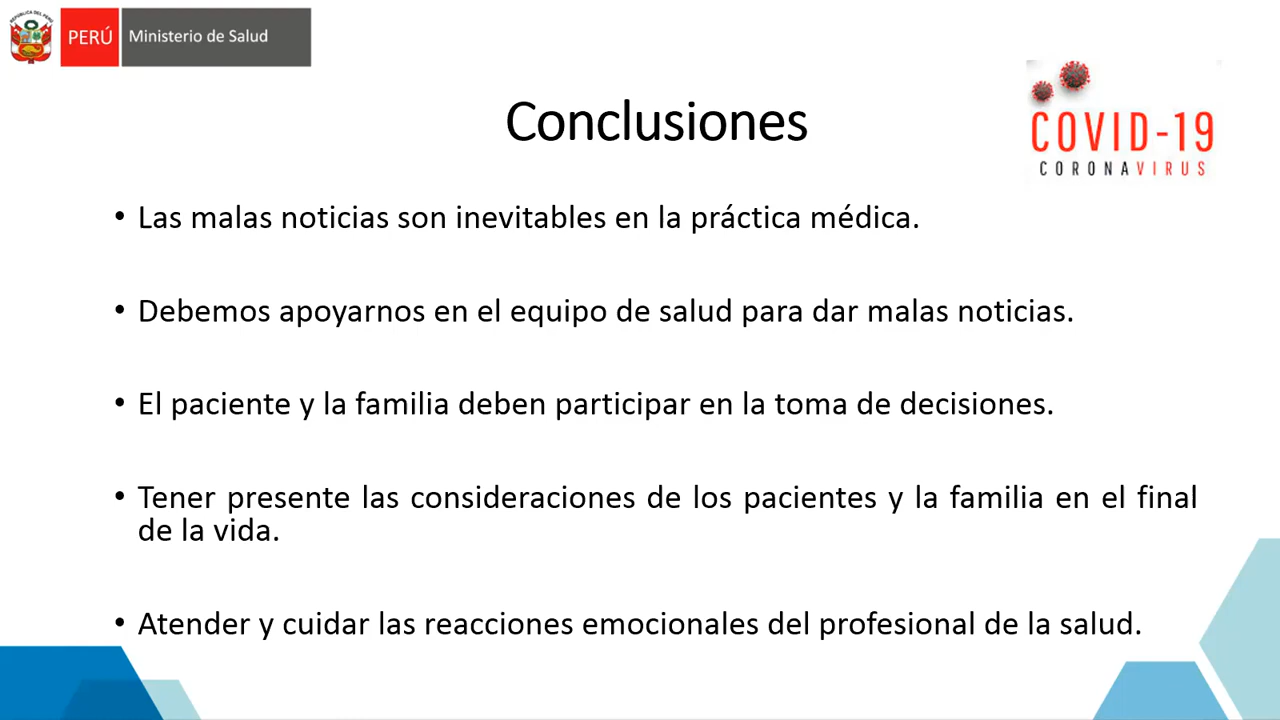 REPÚBLICA DEL PERÚ
PERÚ
Ministerio de Salud
COVID-19
CORONAVIRUS
Conclusiones
• Las malas noticias son inevitables en la práctica médica.
• Debemos apoyarnos en el equipo de salud para dar malas noticias.
• El paciente y la familia deben participar en la toma de decisiones.
• Tener presente las consideraciones de los pacientes y la familia en el final
de la vida.
• Atender y cuidar las reacciones emocionales del profesional de la salud.